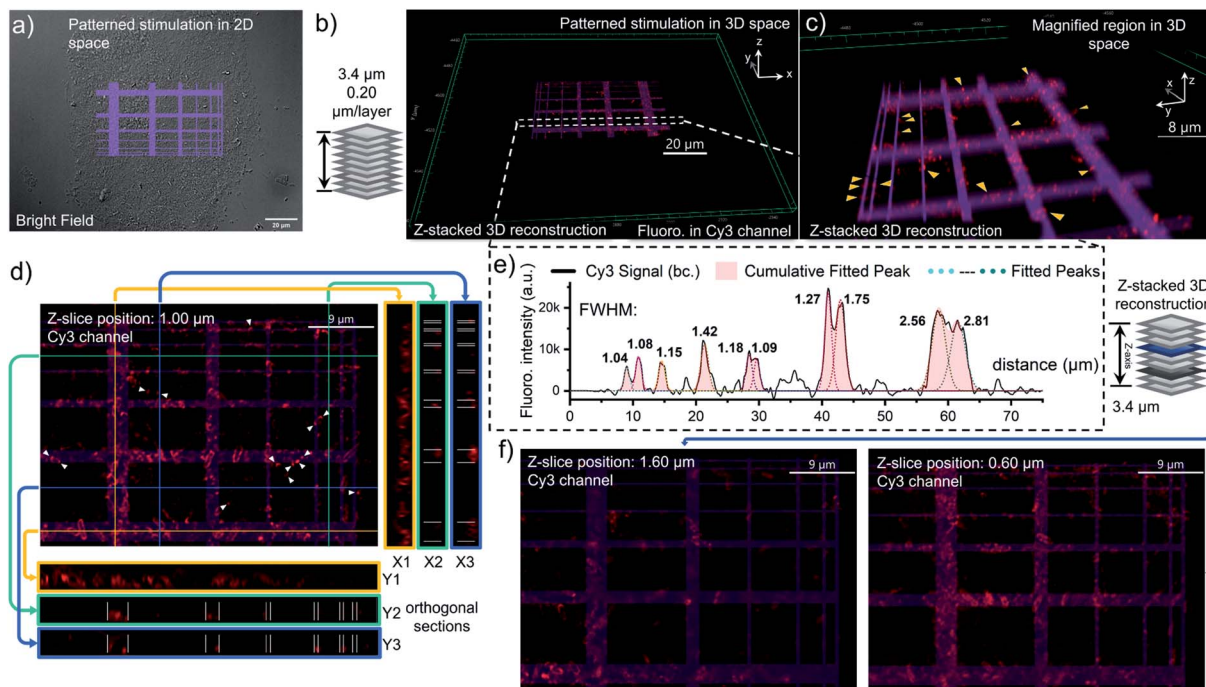 a)
Patterned stimulation in 2D
space
Bright Field
20 µm
b)
3.4 µm
0.20
µm/layer
Patterned stimulation in 3D
space
z
y
x
20 µm
Z-stacked 3D reconstruction
Fluoro. in Cy3 channel
c)
Magnified region in 3D
space
z
x
y
8 µm
Z-stacked 3D reconstruction
d)
Z-slice position: 1.00 µm
Cy3 channel
9 µm
X1 X2 X3
Y1
Y2
Y3
orthogonal
sections
e)
Cy3 Signal (bc.)
Cumulative Fitted Peak
Fitted Peaks
Fluoro. intensity (a.u.)
20k
10k
0
FWHM:
1.04
1.08
1.15
1.42
1.18
1.09
1.27
1.75
2.56
2.81
distance (µm)
0 10 20 30 40 50 60 70
Z-stacked 3D
reconstruction
Z-axis
3.4 µm
f)
Z-slice position: 1.60 µm
Cy3 channel
9 µm
Z-slice position: 0.60 µm
Cy3 channel
9 µm